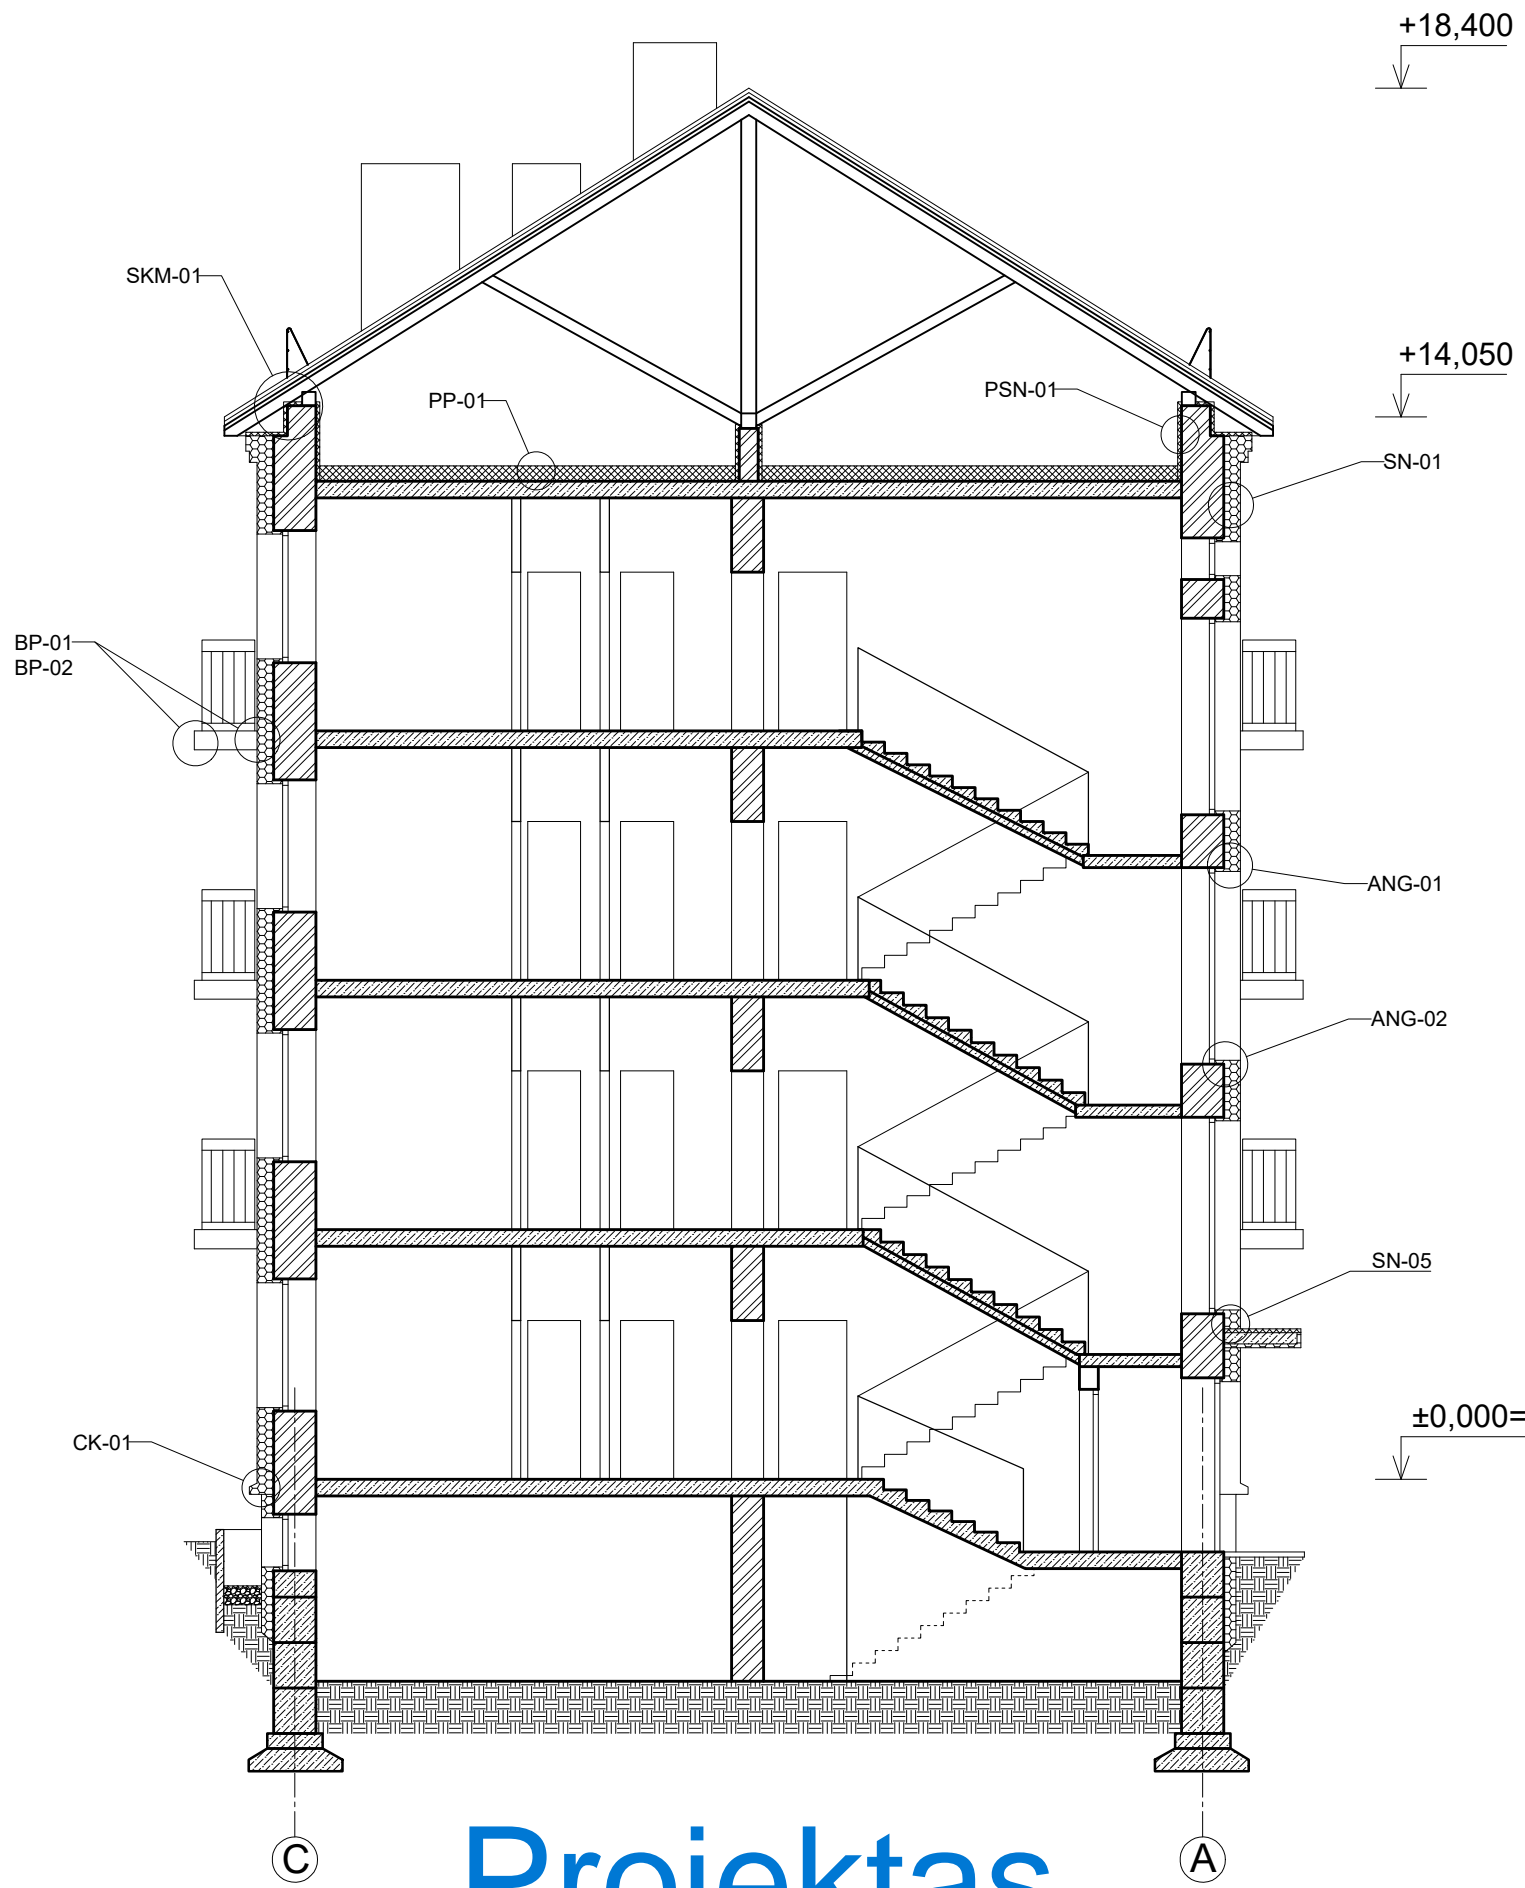 +18,400
SKM-01
+14,050
PP-01
PSN-01
SN-01
BP-01
BP-02
ANG-01
ANG-02
SN-05
±0,000=
CK-01
C
A
Projektas